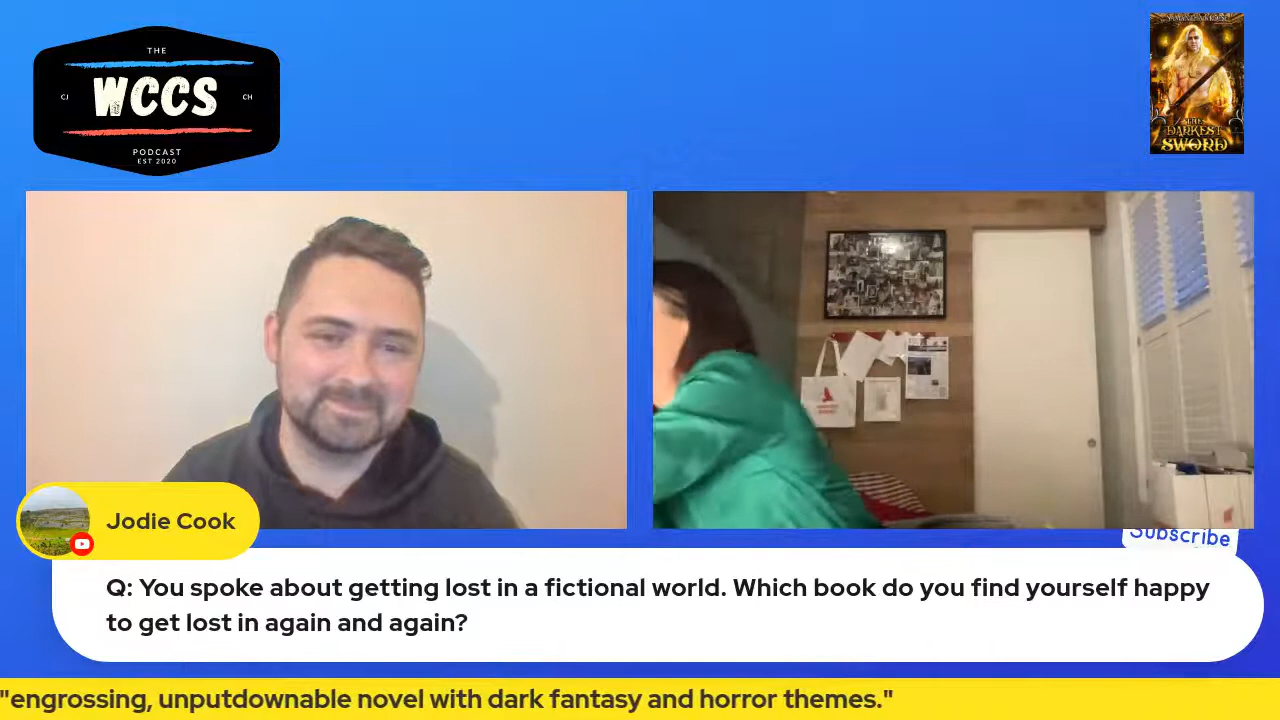 THE
CJ
WCCS
CH
PODCAST
EST 2020
THE
DARKEST
SWORD
Jodie Cook
Subscribe
Q: You spoke about getting lost in a fictional world. Which book do you find yourself happy
to get lost in again and again?
"engrossing, unputdownable novel with dark fantasy and horror themes."